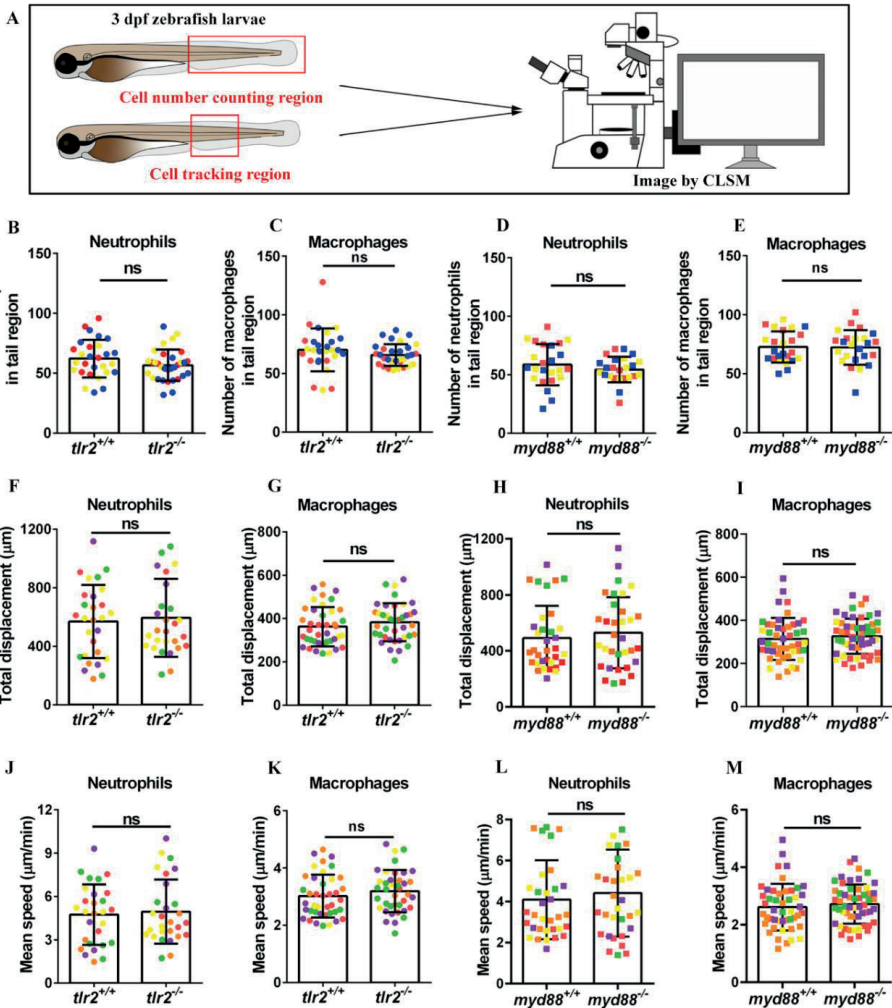 A
3 dpf zebrafish larvae
Cell number counting region
Cell tracking region
Image by CLSM
B
Neutrophils
ns
in tail region
150
100
50
0
tlr2+/+
tlr2-/-
C
Macrophages
ns
Number of macrophages
in tail region
150
100
50
0
tlr2+/+
tlr2-/-
D
Neutrophils
ns
Number of neutrophils
in tail region
150
100
50
0
myd88+/+
myd88-/-
E
Macrophages
ns
Number of macrophages
in tail region
150
100
50
0
myd88+/+
myd88-/-
F
Neutrophils
ns
Total displacement (μm)
1200
800
400
0
tlr2+/+
tlr2-/-
G
Macrophages
ns
Total displacement (μm)
800
600
400
200
0
tlr2+/+
tlr2-/-
H
Neutrophils
ns
Total displacement (μm)
1200
800
400
0
myd88+/+
myd88-/-
I
Macrophages
ns
Total displacement (μm)
800
600
400
200
0
myd88+/+
myd88-/-
J
Neutrophils
ns
Mean speed (μm/min)
12
9
6
3
0
tlr2+/+
tlr2-/-
K
Macrophages
ns
Mean speed (μm/min)
6
4
2
0
tlr2+/+
tlr2-/-
L
Neutrophils
ns
Mean speed (μm/min)
8
6
4
2
0
myd88+/+
myd88-/-
M
Macrophages
ns
Mean speed (μm/min)
6
4
2
0
myd88+/+
myd88-/-